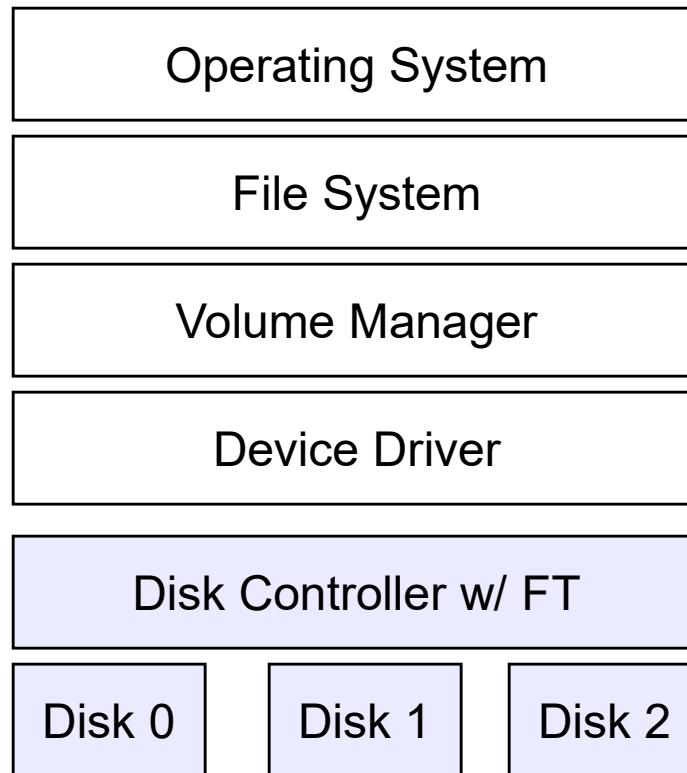 Operating System
File System
Volume Manager
Device Driver
Disk Controller w/ FT
Disk 0 Disk 1 Disk 2